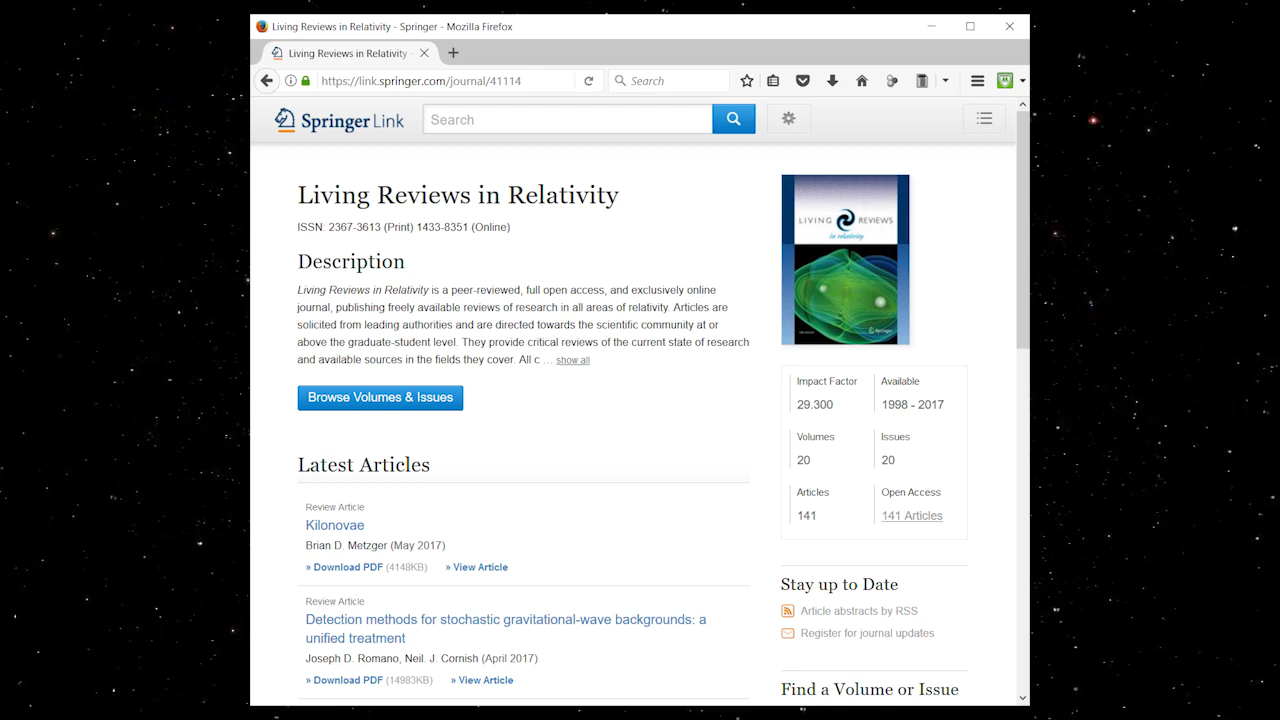 Living Reviews in Relativity - Springer - Mozilla Firefox
Living Reviews in Relativity -
https://link.springer.com/journal/41114
Search
Springer Link
Search
Living Reviews in Relativity
ISSN: 2367-3613 (Print) 1433-8351 (Online)
Description
Living Reviews in Relativity is a peer-reviewed, full open access, and exclusively online
journal, publishing freely available reviews of research in all areas of relativity. Articles are
solicited from leading authorities and are directed towards the scientific community at or
above the graduate-student level. They provide critical reviews of the current state of research
and available sources in the fields they cover. All c … show all
Browse Volumes & Issues
Latest Articles
Review Article
Kilonovae
Brian D. Metzger (May 2017)
» Download PDF (4148KB) » View Article
Review Article
Detection methods for stochastic gravitational-wave backgrounds: a
unified treatment
Joseph D. Romano, Neil. J. Cornish (April 2017)
» Download PDF (14983KB) » View Article
LIVING REVIEWS
in relativity
Springer
Impact Factor
29.300
Available
1998 - 2017
Volumes
20
Issues
20
Articles
141
Open Access
141 Articles
Stay up to Date
Article abstracts by RSS
Register for journal updates
Find a Volume or Issue